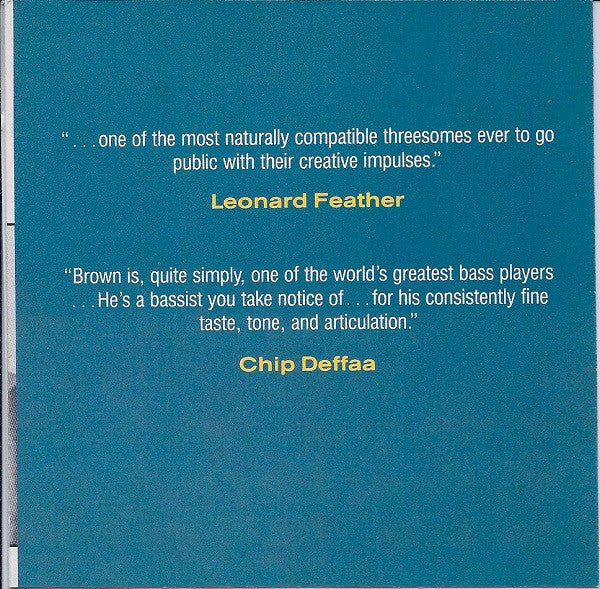 “...one of the most naturally compatible threesomes ever to go
public with their creative impulses.”
Leonard Feather
“Brown is, quite simply, one of the world’s greatest bass players
...He’s a bassist you take notice of...for his consistently fine
taste, tone, and articulation.”
Chip Deffaa